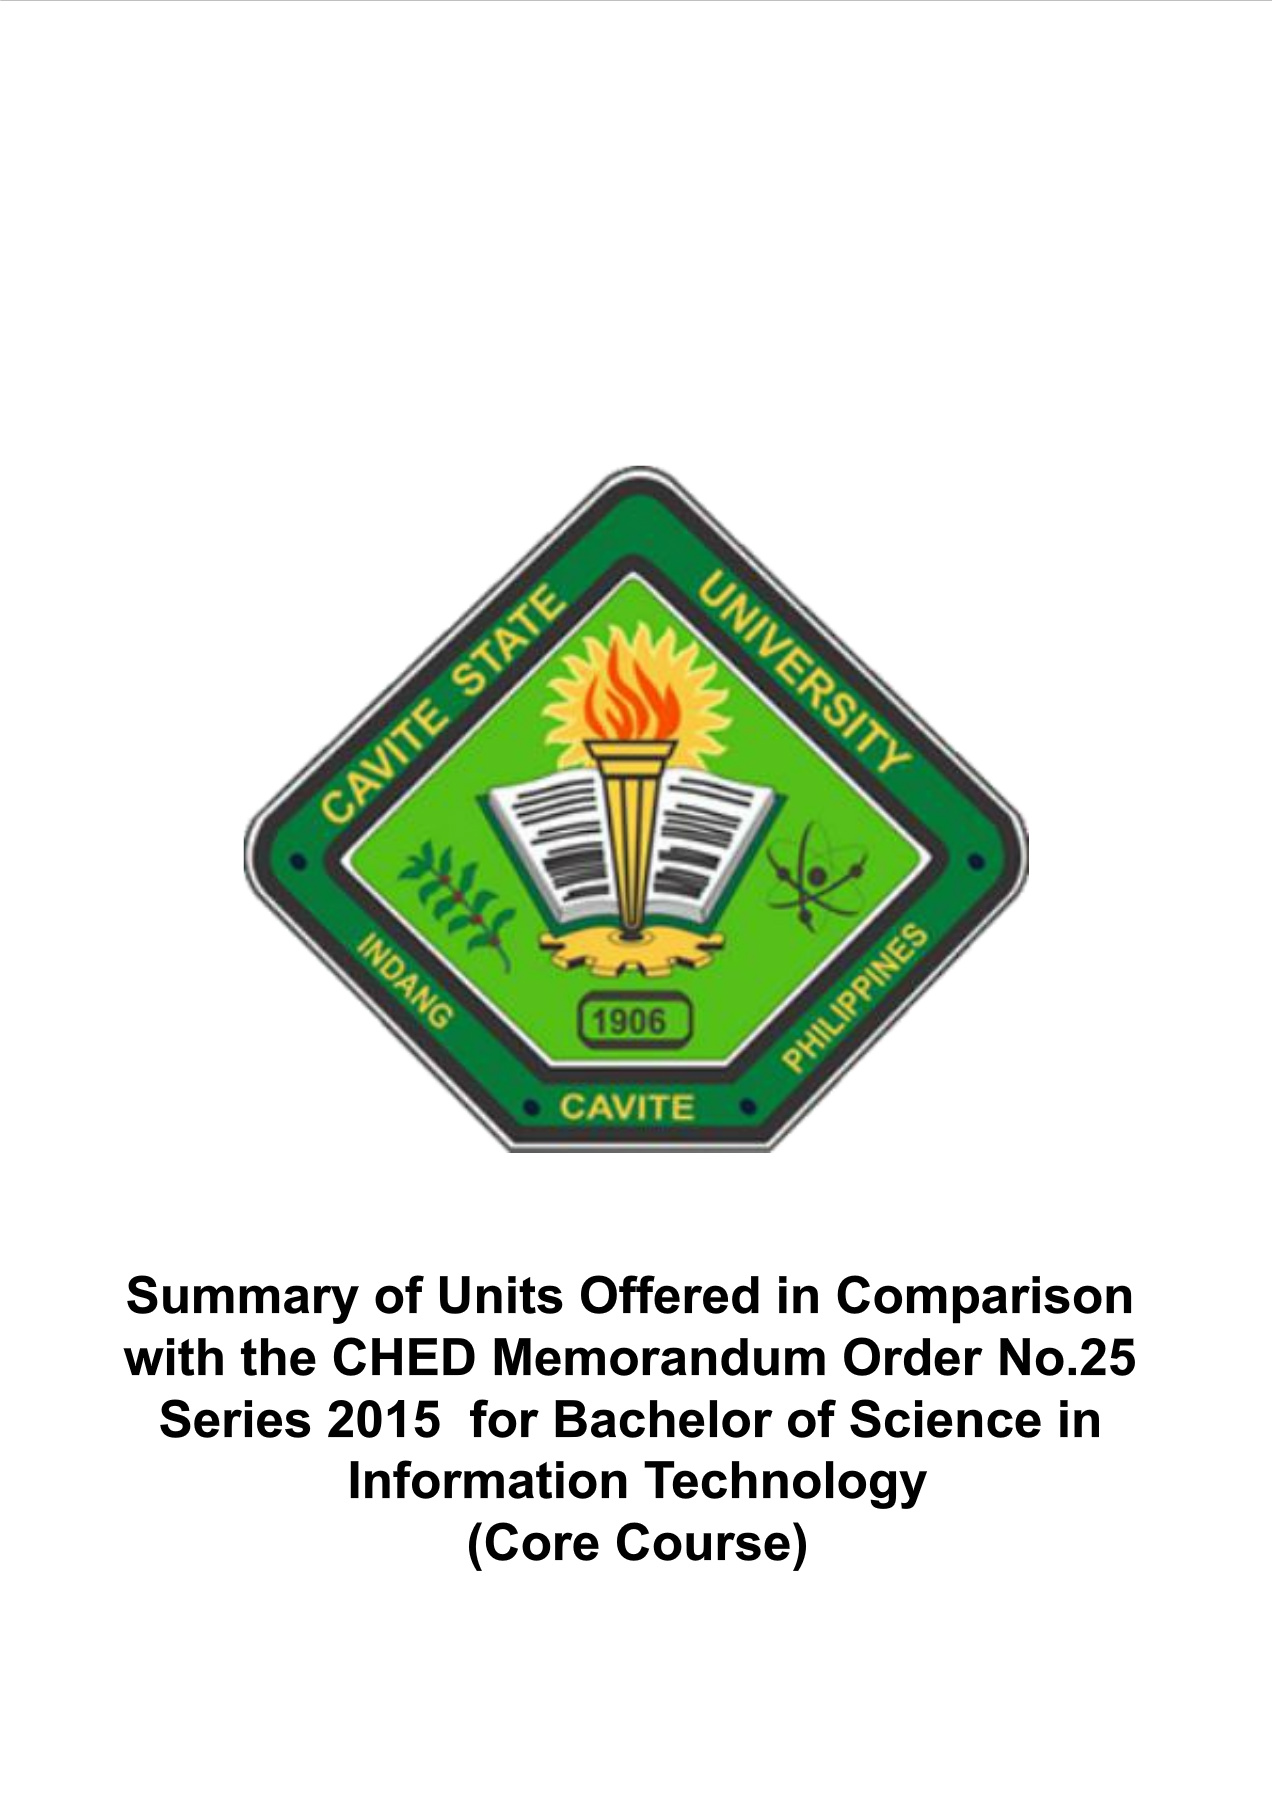 CAVITE STATE
UNIVERSITY
1906
INDANG
CAVITE
PHILIPPINES
Summary of Units Offered in Comparison
with the CHED Memorandum Order No.25
Series 2015  for Bachelor of Science in
Information Technology
(Core Course)